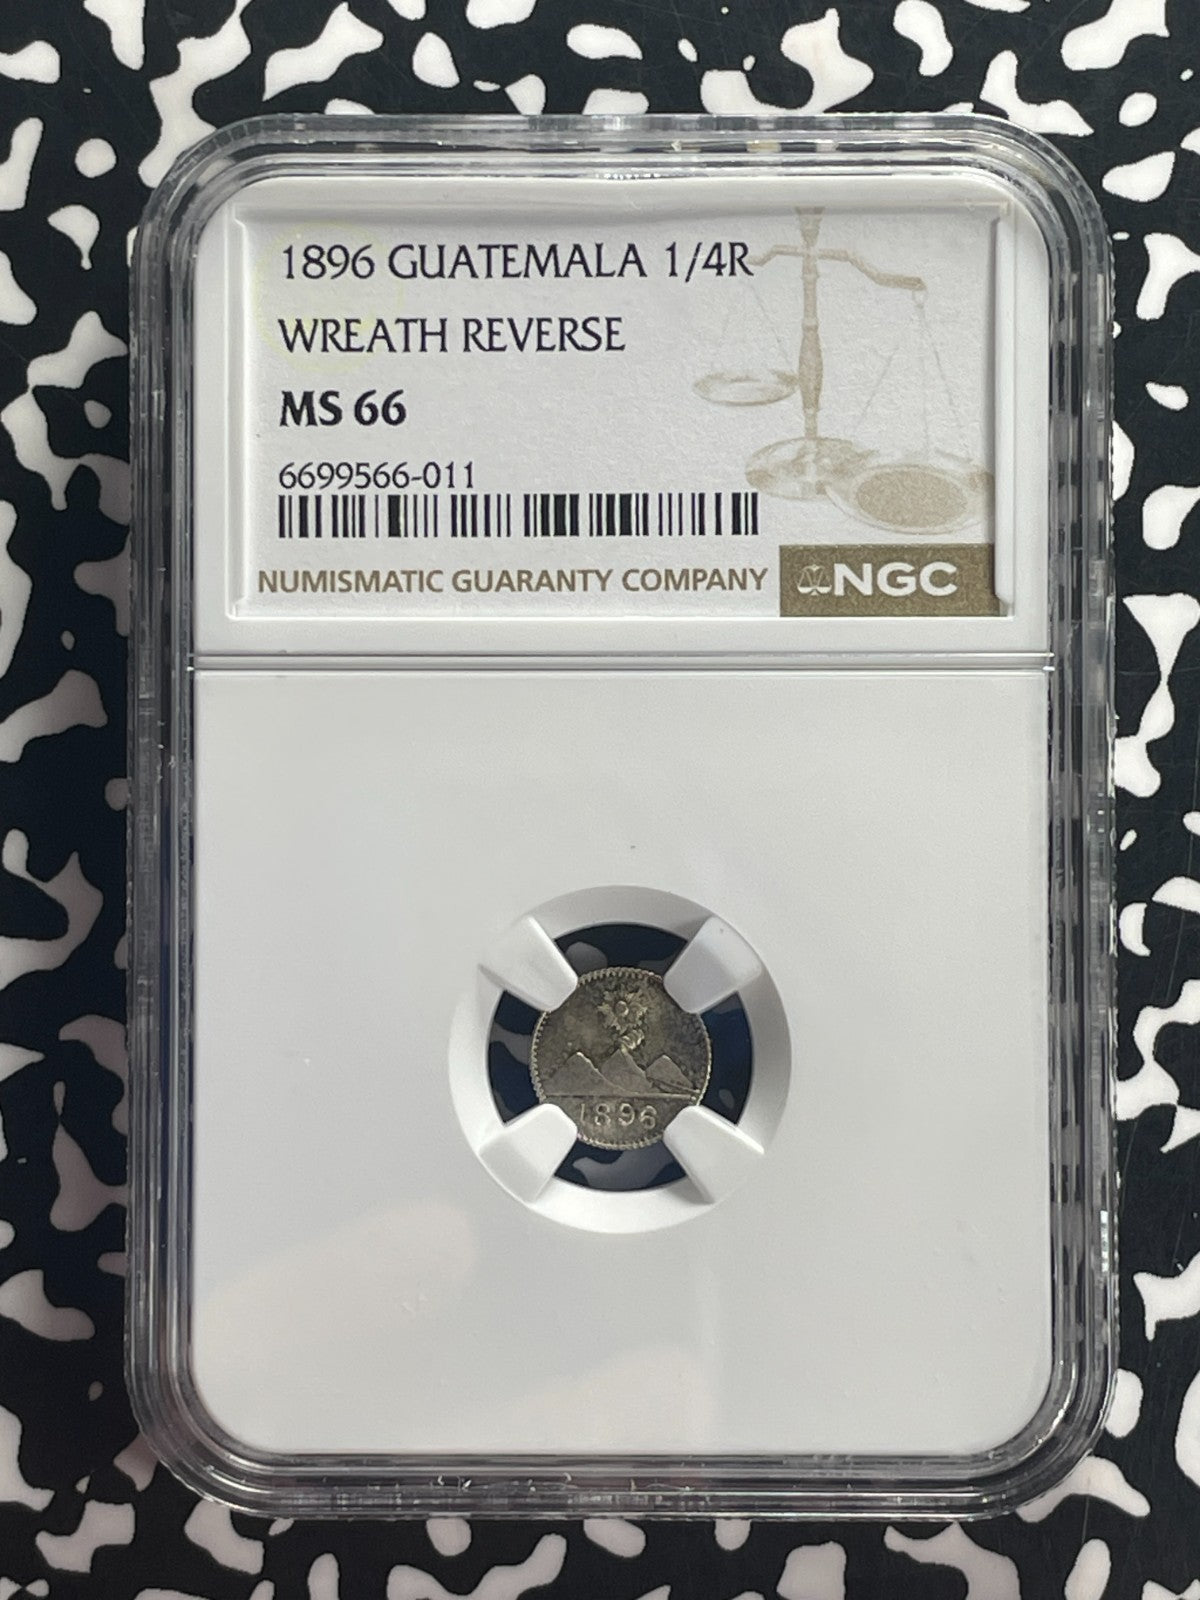 1896 GUATEMALA 1/4R
WREATH REVERSE
MS 66
6699566-011
NUMISMATIC GUARANTY COMPANY NGC
1896